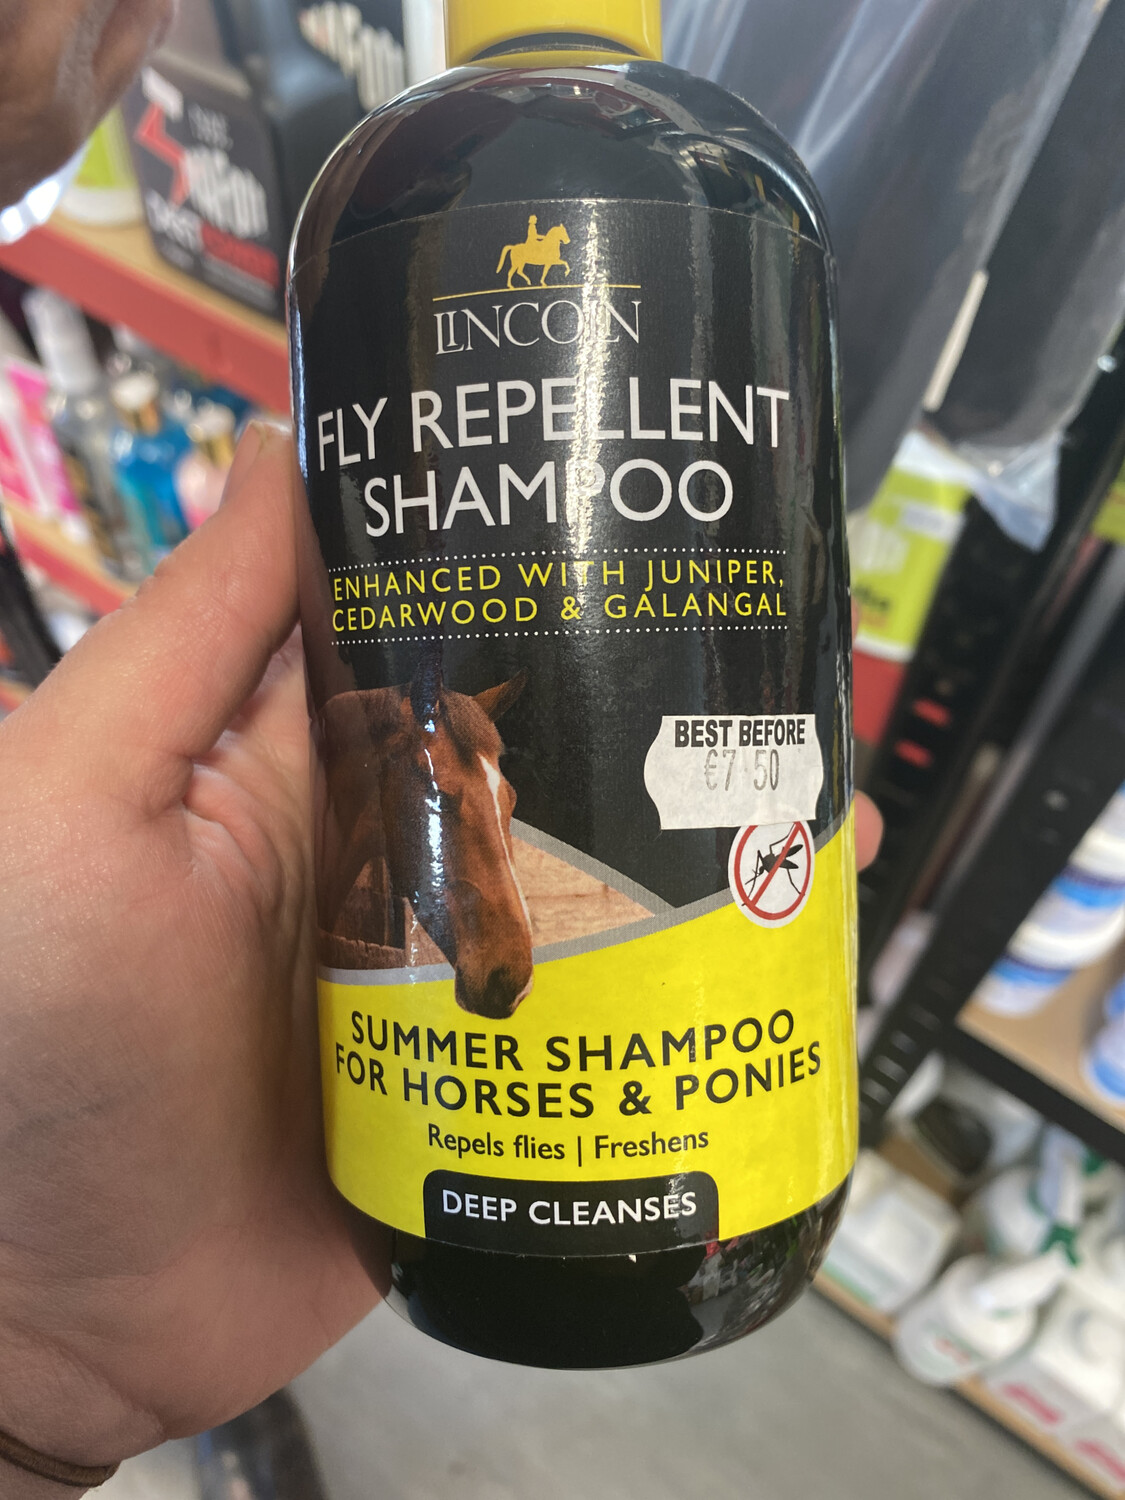 LINCOLN
FLY REPELLENT
SHAMPOO
ENHANCED WITH JUNIPER,
CEDARWOOD & GALANGAL
BEST BEFORE
€7.50
SUMMER SHAMPOO
FOR HORSES & PONIES
Repels flies | Freshens
DEEP CLEANSES